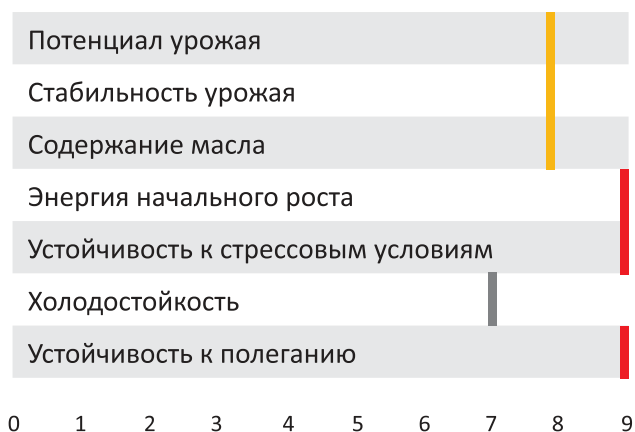 Потенциал урожая
Стабильность урожая
Содержание масла
Энергия начального роста
Устойчивость к стрессовым условиям
Холодостойкость
Устойчивость к полеганию
0 1 2 3 4 5 6 7 8 9